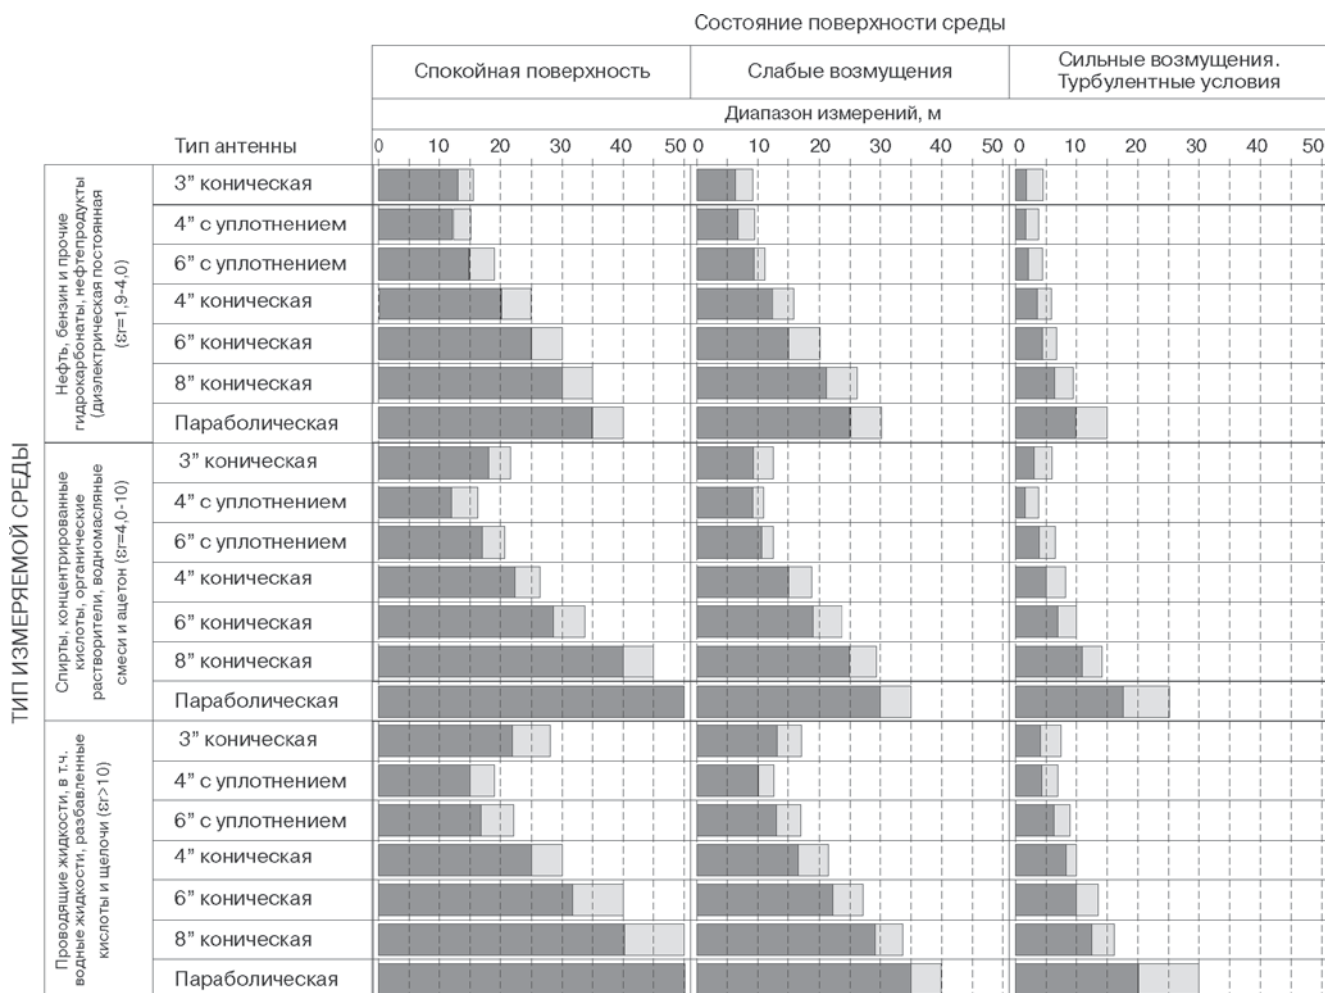 Состояние поверхности среды
Спокойная поверхность
Слабые возмущения
Сильные возмущения.
Турбулентные условия
Диапазон измерений, м
Тип антенны
0 10 20 30 40 50 0 10 20 30 40 50 0 10 20 30 40 50
ТИП ИЗМЕРЯЕМОЙ СРЕДЫ
Нефть, бензин и прочие
гидрокарбонаты, нефтепродукты
(диэлектрическая постоянная
(εr=1,9-4,0)
3” коническая
4” с уплотнением
6” с уплотнением
4” коническая
6” коническая
8” коническая
Параболическая
Спирты, концентрированные
кислоты, органические
растворители, водномасляные
смеси и ацетон (εr=4,0-10)
3” коническая
4” с уплотнением
6” с уплотнением
4” коническая
6” коническая
8” коническая
Параболическая
Проводящие жидкости, в т.ч.
водные жидкости, разбавленные
кислоты и щелочи (εr>10)
3” коническая
4” с уплотнением
6” с уплотнением
4” коническая
6” коническая
8” коническая
Параболическая